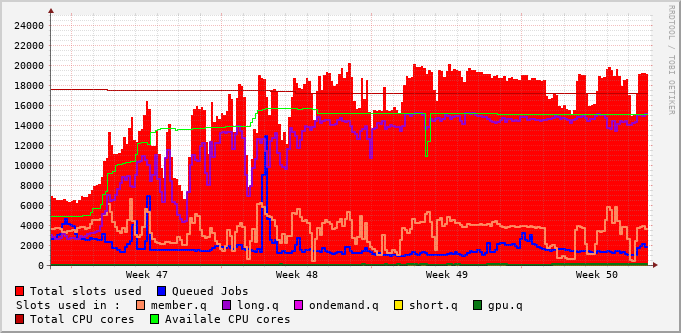 RRDTOOL / TOBI OETIKER
24000
22000
20000
18000
16000
14000
12000
10000
8000
6000
4000
2000
0
Week 47 Week 48 Week 49 Week 50
Total slots used Queued Jobs
Slots used in : member.q long.q ondemand.q short.q gpu.q
Total CPU cores Availale CPU cores